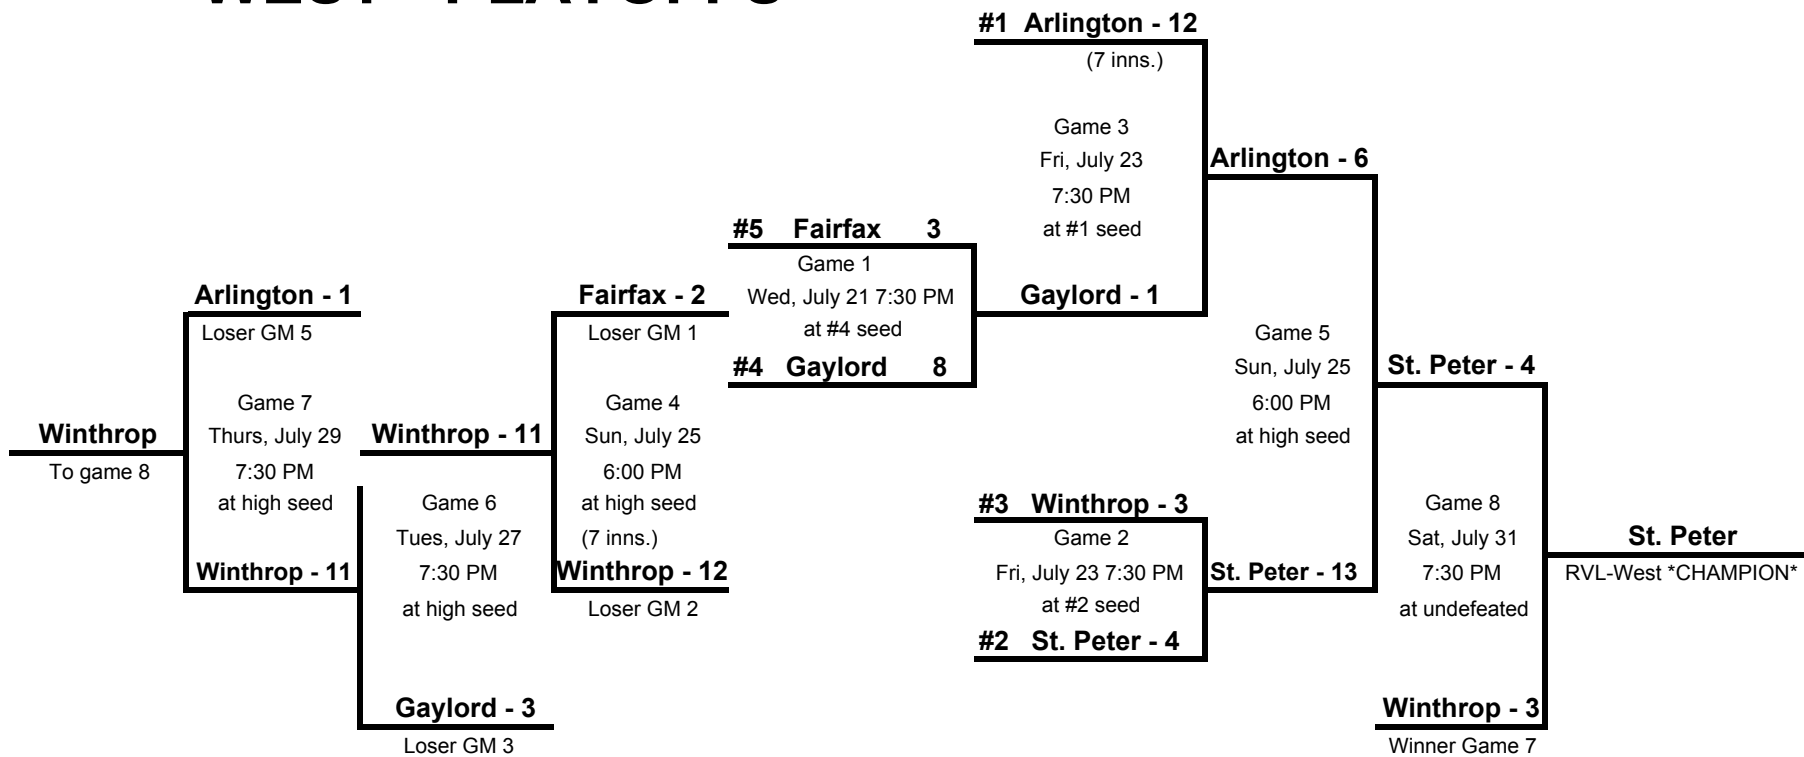 #1 Arlington - 12
(7 inns.)
Game 3
Fri, July 23
7:30 PM
at #1 seed
Arlington - 6
#5 Fairfax 3
Game 1
Wed, July 21 7:30 PM
at #4 seed
#4 Gaylord 8
Gaylord - 1
Arlington - 1
Loser GM 5
Game 7
Thurs, July 29
7:30 PM
at high seed
Winthrop - 11
Winthrop
To game 8
Fairfax - 2
Loser GM 1
Game 4
Sun, July 25
6:00 PM
at high seed
(7 inns.)
Winthrop - 12
Loser GM 2
Winthrop - 11
Game 6
Tues, July 27
7:30 PM
at high seed
Gaylord - 3
Loser GM 3
Game 5
Sun, July 25
6:00 PM
at high seed
#3 Winthrop - 3
Game 2
Fri, July 23 7:30 PM
at #2 seed
#2 St. Peter - 4
St. Peter - 13
St. Peter - 4
Game 8
Sat, July 31
7:30 PM
at undefeated
Winthrop - 3
Winner Game 7
St. Peter
RVL-West *CHAMPION*